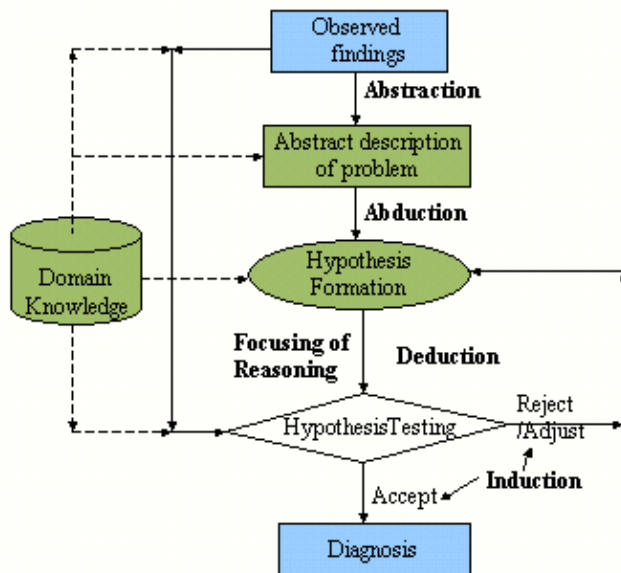 Observed
findings
Abstraction
Abstract description
of problem
Abduction
Domain
Knowledge
Hypothesis
Formation
Focusing of
Reasoning
Deduction
HypothesisTesting
Reject
/Adjust
Accept
Induction
Diagnosis